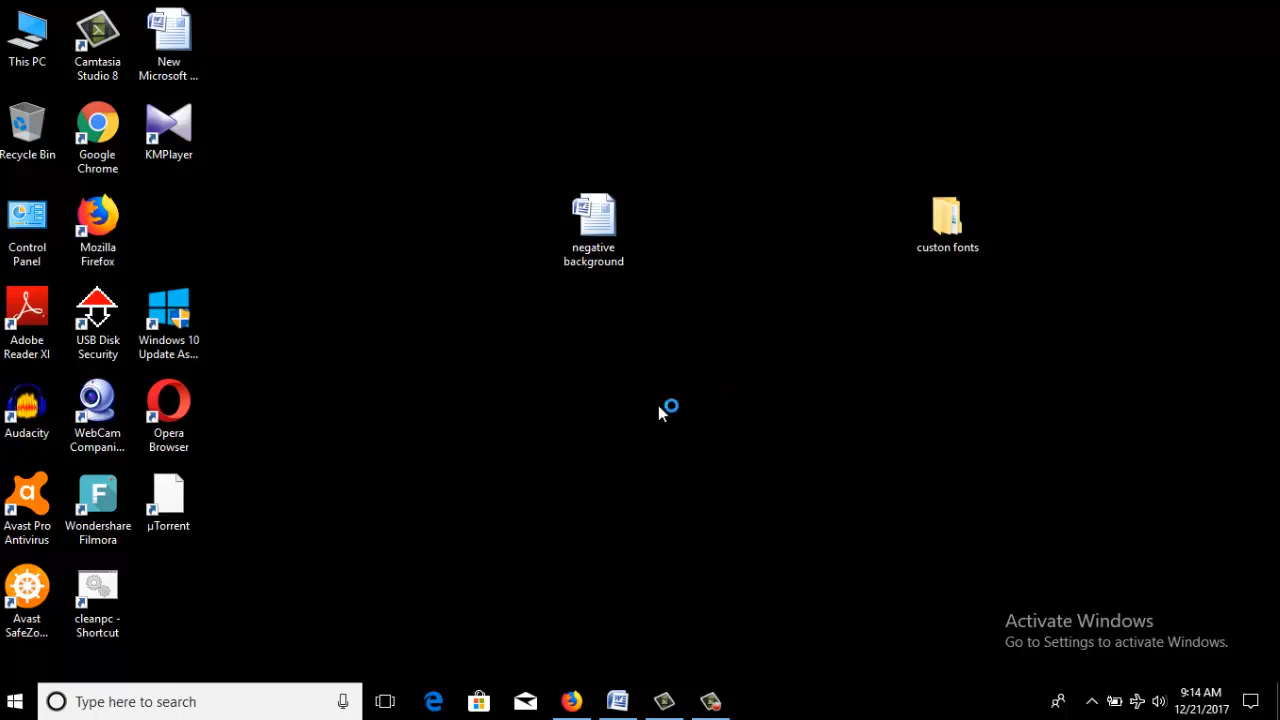 This PC
Camtasia
Studio 8
New
Microsoft ...
Recycle Bin
Google
Chrome
KMPlayer
negative
background
custon fonts
Control
Panel
Mozilla
Firefox
Adobe
Reader XI
USB Disk
Security
Windows 10
Update As...
Audacity
WebCam
Compani...
Opera
Browser
Avast Pro
Antivirus
Wondershare
Filmora
µTorrent
Avast
SafeZo...
cleanpc -
Shortcut
Activate Windows
Go to Settings to activate Windows.
Type here to search
9:14 AM
12/21/2017